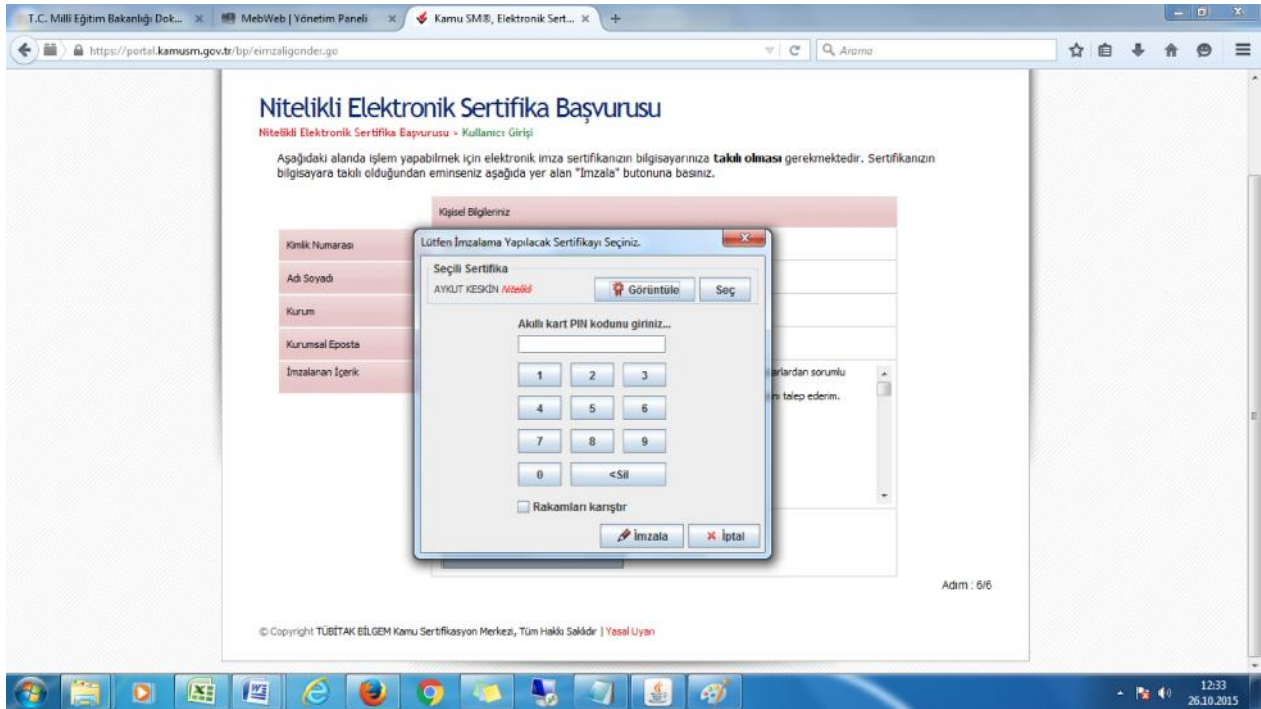 T.C. Milli Eğitim Bakanlığı Dok...
MebWeb | Yönetim Paneli
Kamu SM®, Elektronik Sert...
https://portal.kamusm.gov.tr/bp/eimzaligonder.go
Arama
Nitelikli Elektronik Sertifika Başvurusu
Nitelikli Elektronik Sertifika Başvurusu > Kullanıcı Girişi
Aşağıdaki alanda işlem yapabilmek için elektronik imza sertifikanızın bilgisayarınıza takılı olması gerekmektedir. Sertifikanızın
bilgisayara takılı olduğundan eminseniz aşağıda yer alan "İmzala" butonuna basınız.
Kişisel Bilgileriniz
Kimlik Numarası
Adı Soyadı
Kurum
Kurumsal Eposta
İmzalanan İçerik
sorumlu
talep ederim.
Lütfen İmzalama Yapılacak Sertifikayı Seçiniz.
Seçili Sertifika
AYKUT KESKİN Nitelikli
Görüntüle
Seç
Akıllı kart PIN kodunu giriniz...
1 2 3
4 5 6
7 8 9
0 <Sil
Rakamları karıştır
İmzala
İptal
Adım : 6/6
© Copyright TÜBİTAK BİLGEM Kamu Sertifikasyon Merkezi, Tüm Hakkı Saklıdır | Yasal Uyarı
12:33
26.10.2015